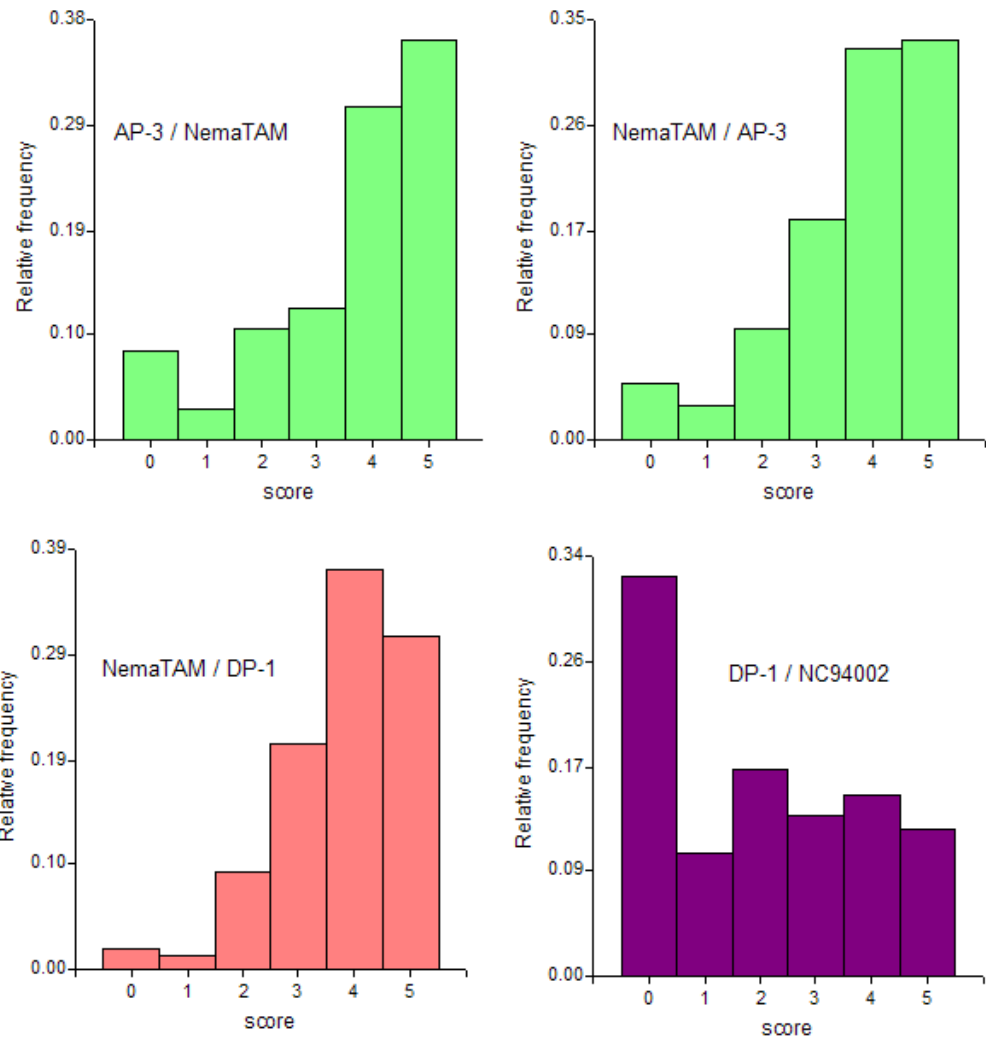 0.38
0.29
0.19
0.10
0.00
Relative frequency
AP-3 / NemaTAM
0 1 2 3 4 5
score
0.35
0.26
0.17
0.09
0.00
Relative frequency
NemaTAM / AP-3
0 1 2 3 4 5
score
0.39
0.29
0.19
0.10
0.00
Relative frequency
NemaTAM / DP-1
0 1 2 3 4 5
score
0.34
0.26
0.17
0.09
0.00
Relative frequency
DP-1 / NC94002
0 1 2 3 4 5
score